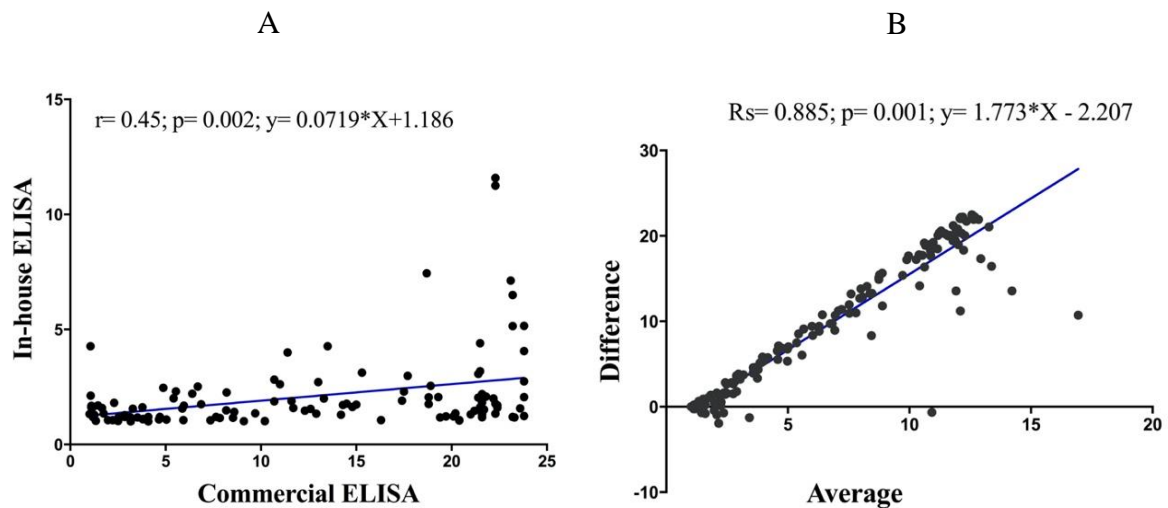 A
B
r= 0.45; p= 0.002; y= 0.0719*X+1.186
Rs= 0.885; p= 0.001; y= 1.773*X - 2.207
15
10
5
0
In-house ELISA
0
5
10
15
20
25
Commercial ELISA
30
20
10
0
-10
Difference
5
10
15
20
Average